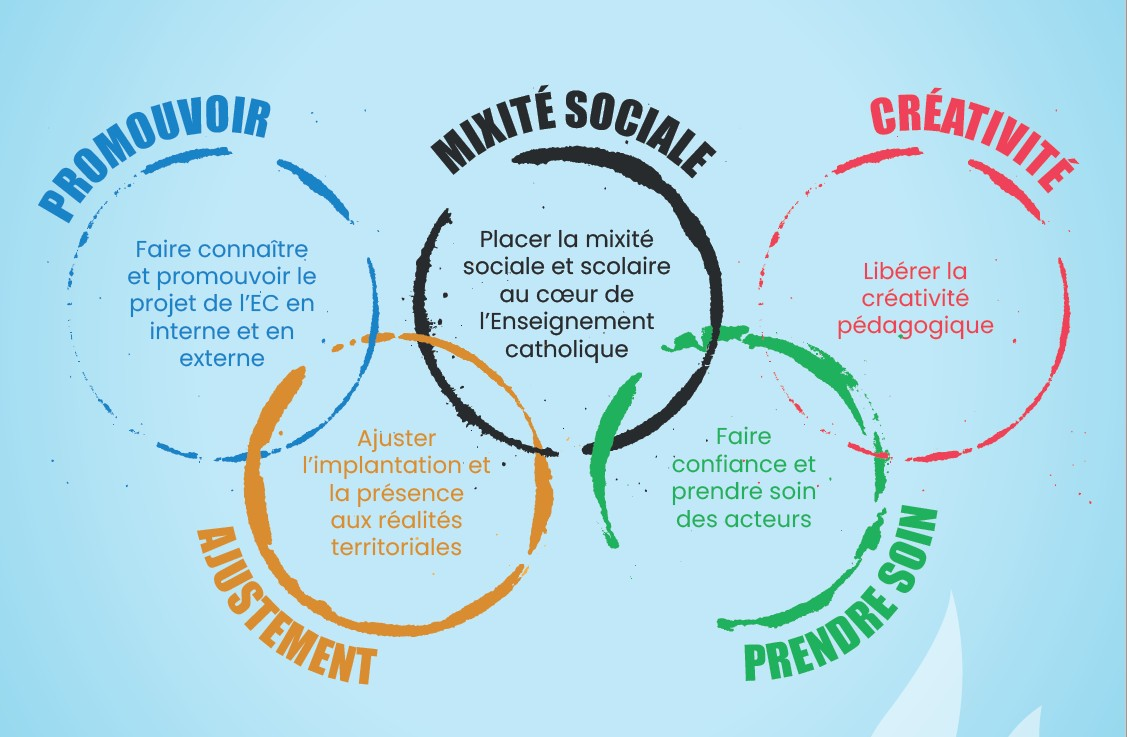 PROMOUVOIR
Faire connaître
et promouvoir le
projet de l'EC en
interne et en
externe
MIXITÉ SOCIALE
Placer la mixité
sociale et scolaire
au cœur de
l'Enseignement
catholique
CRÉATIVITÉ
Libérer la
créativité
pédagogique
AJUSTEMENT
Ajuster
l'implantation et
la présence
aux réalités
territoriales
PRENDRE SOIN
Faire
confiance et
prendre soin
des acteurs